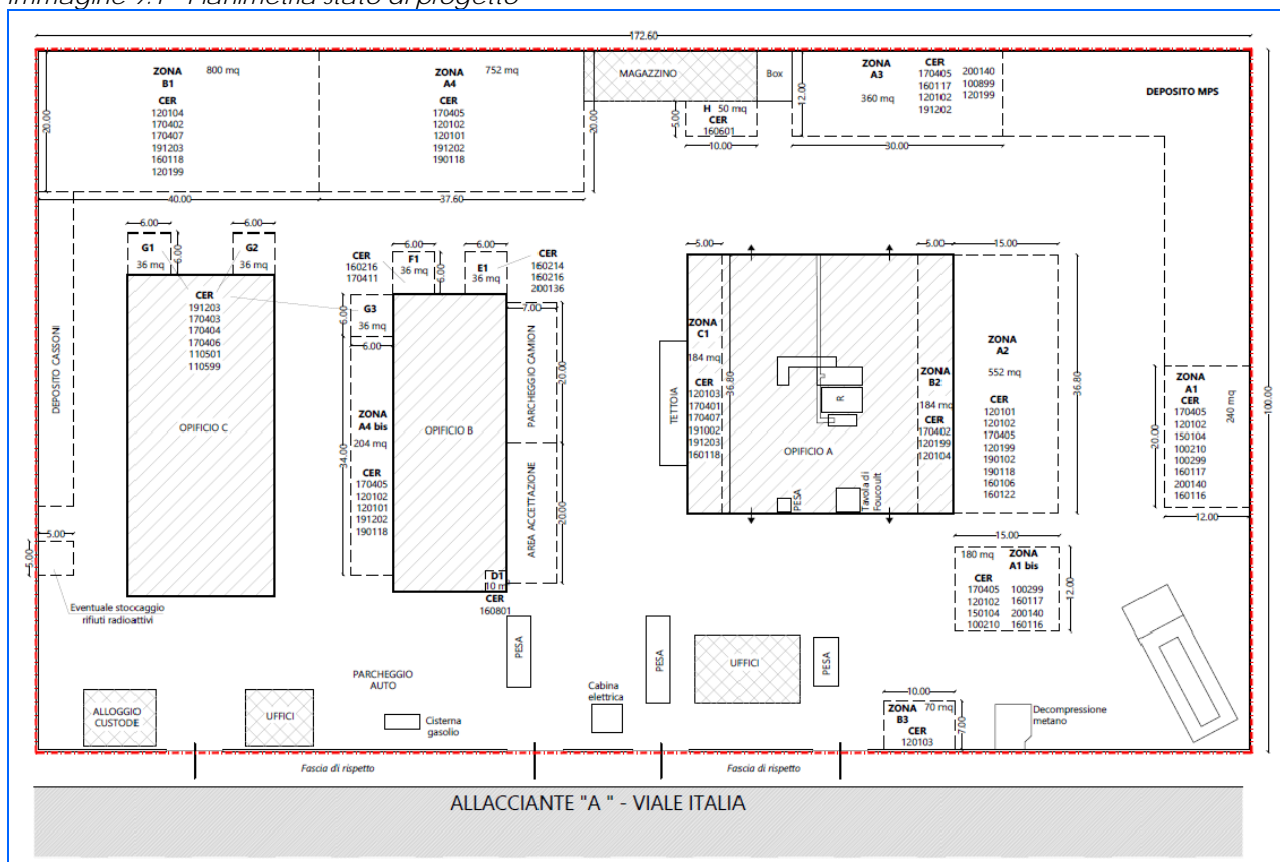 Immagine 9.1 - Planimetria stato di progetto
172.60
ZONA
B1
800 mq
CER
120104
170402
170407
191203
160118
120199
20.00
40.00
ZONA
A4
752 mq
CER
170405
120102
120101
191202
190118
20.00
37.60
MAGAZZINO
Box
H 50 mq
CER
160601
5.00
10.00
12.00
ZONA
A3
360 mq
CER
170405
160117
120102
191202
200140
100899
120199
30.00
DEPOSITO MPS
100.00
DEPOSITO CASSONI
6.00
G1
36 mq
6.00
6.00
G2
36 mq
CER
191203
170403
170404
170406
110501
110599
OPIFICIO C
CER
160216
170411
6.00
F1
36 mq
6.00
6.00
E1
36 mq
CER
160214
160216
200136
6.00
G3
36 mq
6.00
ZONA
A4 bis
204 mq
CER
170405
120102
120101
191202
190118
34.00
OPIFICIO B
7.00
PARCHEGGIO CAMION
20.00
AREA ACCETTAZIONE
20.00
D1
CER
160801
TETTOIA
5.00
ZONA
C1
184 mq
CER
120103
170401
170407
191002
191203
160118
36.80
R
OPIFICIO A
PESA
Tavola di
Foucoult
5.00
ZONA
B2
184 mq
CER
170402
120199
120104
15.00
ZONA
A2
552 mq
CER
120101
120102
170405
120199
190102
190118
160106
160122
36.80
ZONA
A1
CER
170405
120102
150104
100210
100299
160117
200140
160116
240 mq
20.00
12.00
15.00
180 mq
ZONA
A1 bis
CER
170405 100299
120102 160117
150104 200140
100210 160116
12.00
5.00
5.00
Eventuale stoccaggio
rifiuti radioattivi
PESA
PESA
UFFICI
PESA
PARCHEGGIO
AUTO
ALLOGGIO
CUSTODE
UFFICI
Cisterna
gasolio
Cabina
elettrica
10.00
ZONA
B3
70 mq
CER
120103
7.00
Decompressione
metano
Fascia di rispetto
Fascia di rispetto
ALLACCIANTE "A " - VIALE ITALIA